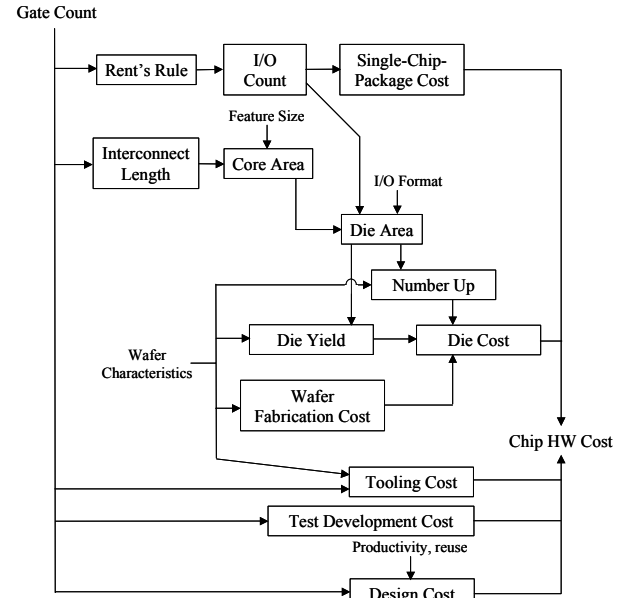 Gate Count
Rent's Rule
I/O
Count
Single-Chip-
Package Cost
Feature Size
Interconnect
Length
Core Area
I/O Format
Die Area
Number Up
Die Yield
Die Cost
Wafer
Characteristics
Wafer
Fabrication Cost
Chip HW Cost
Tooling Cost
Test Development Cost
Productivity, reuse
Design Cost